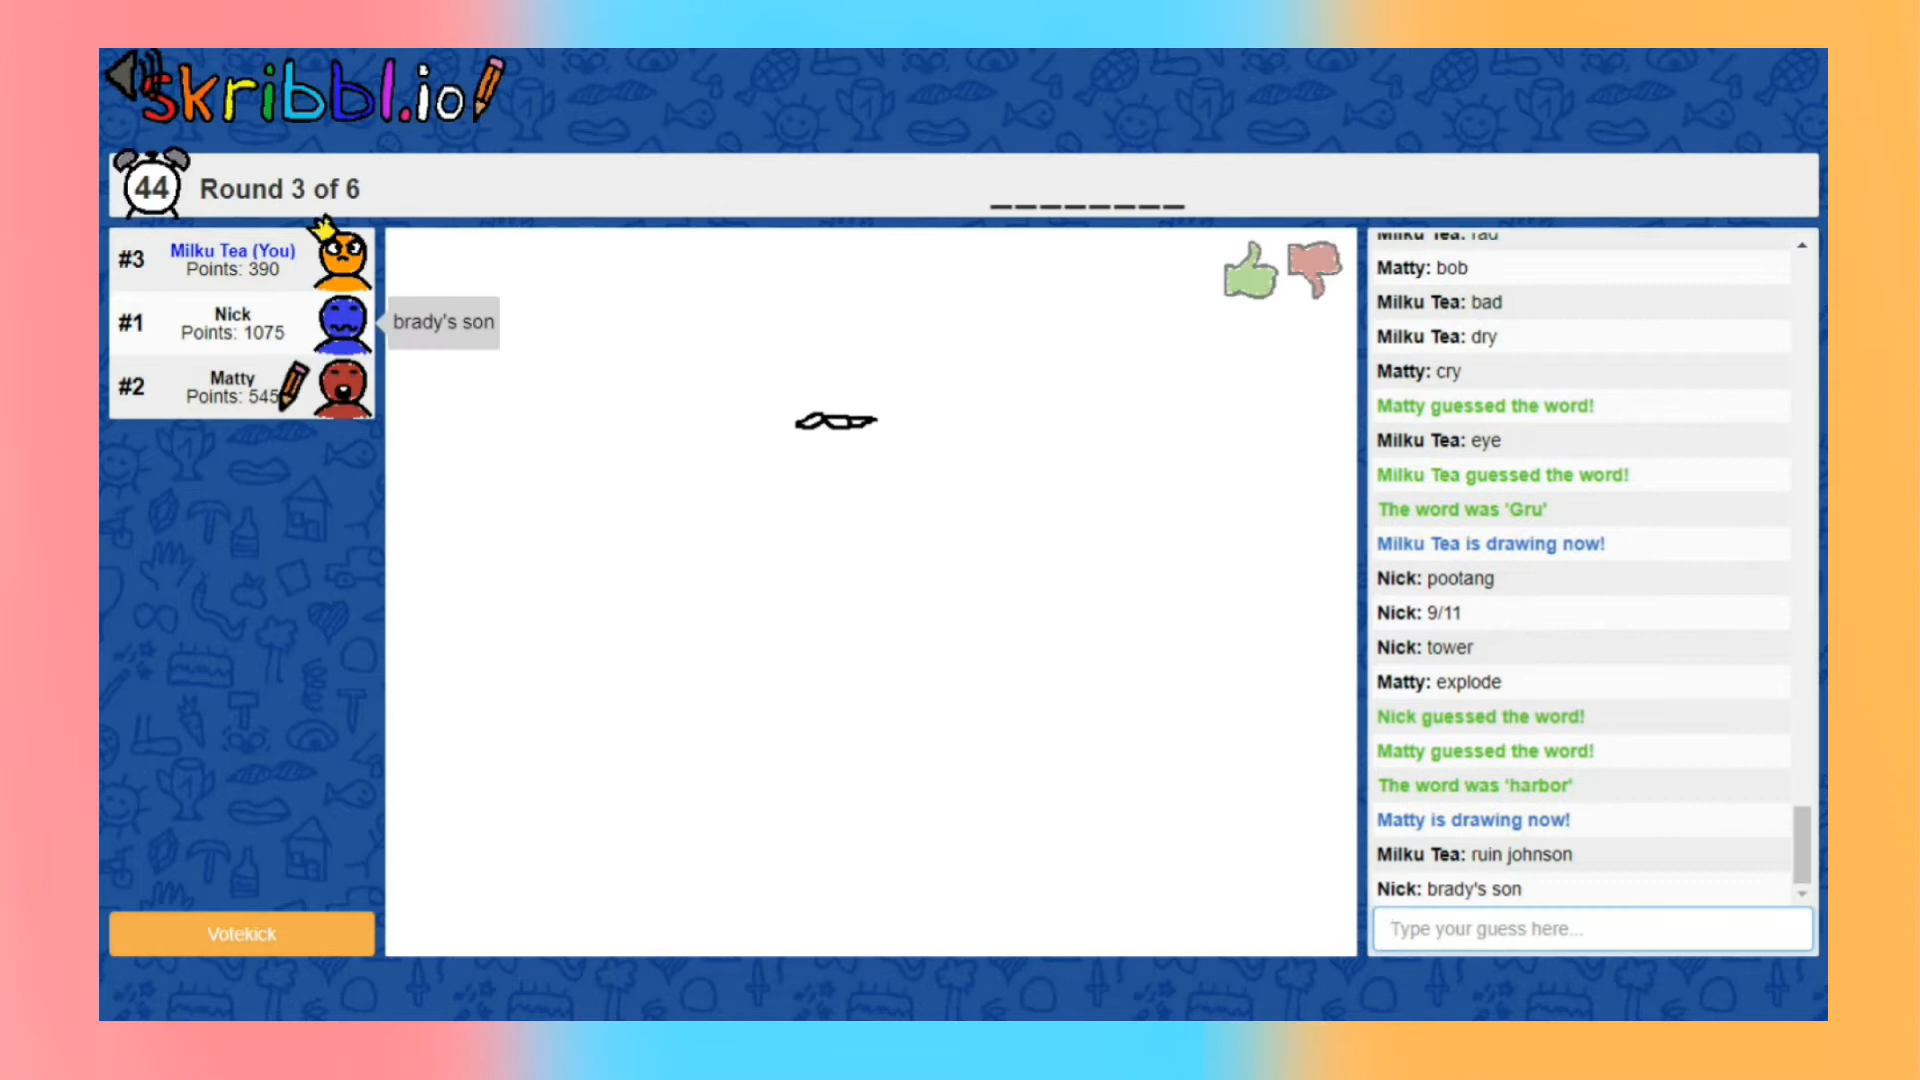 skribbl.io
44
Round 3 of 6
________
#3
Milku Tea (You)
Points: 390
#1
Nick
Points: 1075
#2
Matty
Points: 545
brady's son
Votekick
Milku Tea: rad
Matty: bob
Milku Tea: bad
Milku Tea: dry
Matty: cry
Matty guessed the word!
Milku Tea: eye
Milku Tea guessed the word!
The word was 'Gru'
Milku Tea is drawing now!
Nick: pootang
Nick: 9/11
Nick: tower
Matty: explode
Nick guessed the word!
Matty guessed the word!
The word was 'harbor'
Matty is drawing now!
Milku Tea: ruin johnson
Nick: brady's son
Type your guess here...